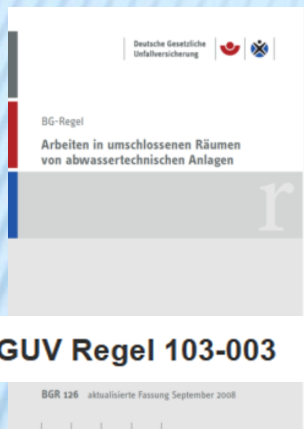 Deutsche Gesetzliche
Unfallversicherung
BG-Regel
Arbeiten in umschlossenen Räumen
von abwassertechnischen Anlagen
r
GUV Regel 103-003
BGR 126 aktualisierte Fassung September 2008